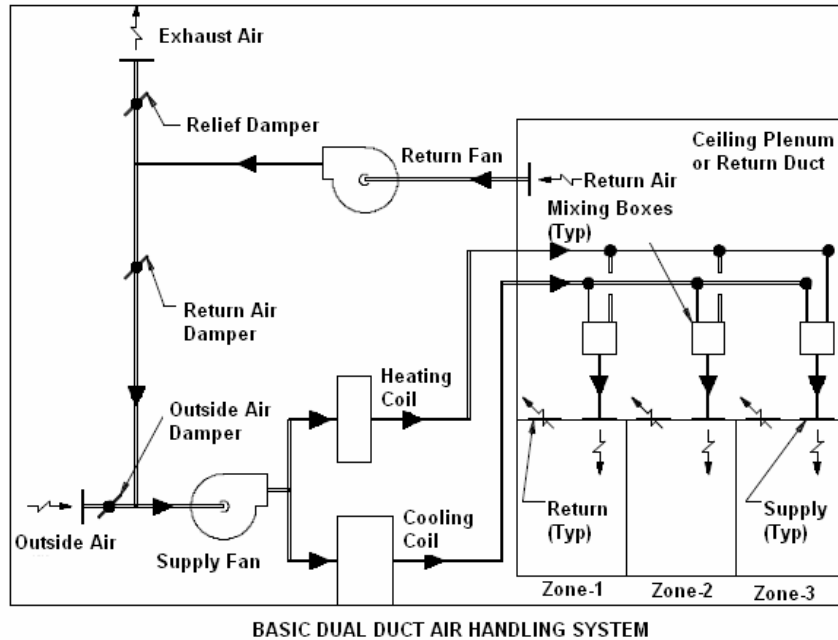 Exhaust Air
Relief Damper
Return Fan
Ceiling Plenum
or Return Duct
Return Air
Mixing Boxes
(Typ)
Return Air
Damper
Heating
Coil
Outside Air
Damper
Outside Air
Supply Fan
Cooling
Coil
Return
(Typ)
Supply
(Typ)
Zone-1
Zone-2
Zone-3
BASIC DUAL DUCT AIR HANDLING SYSTEM